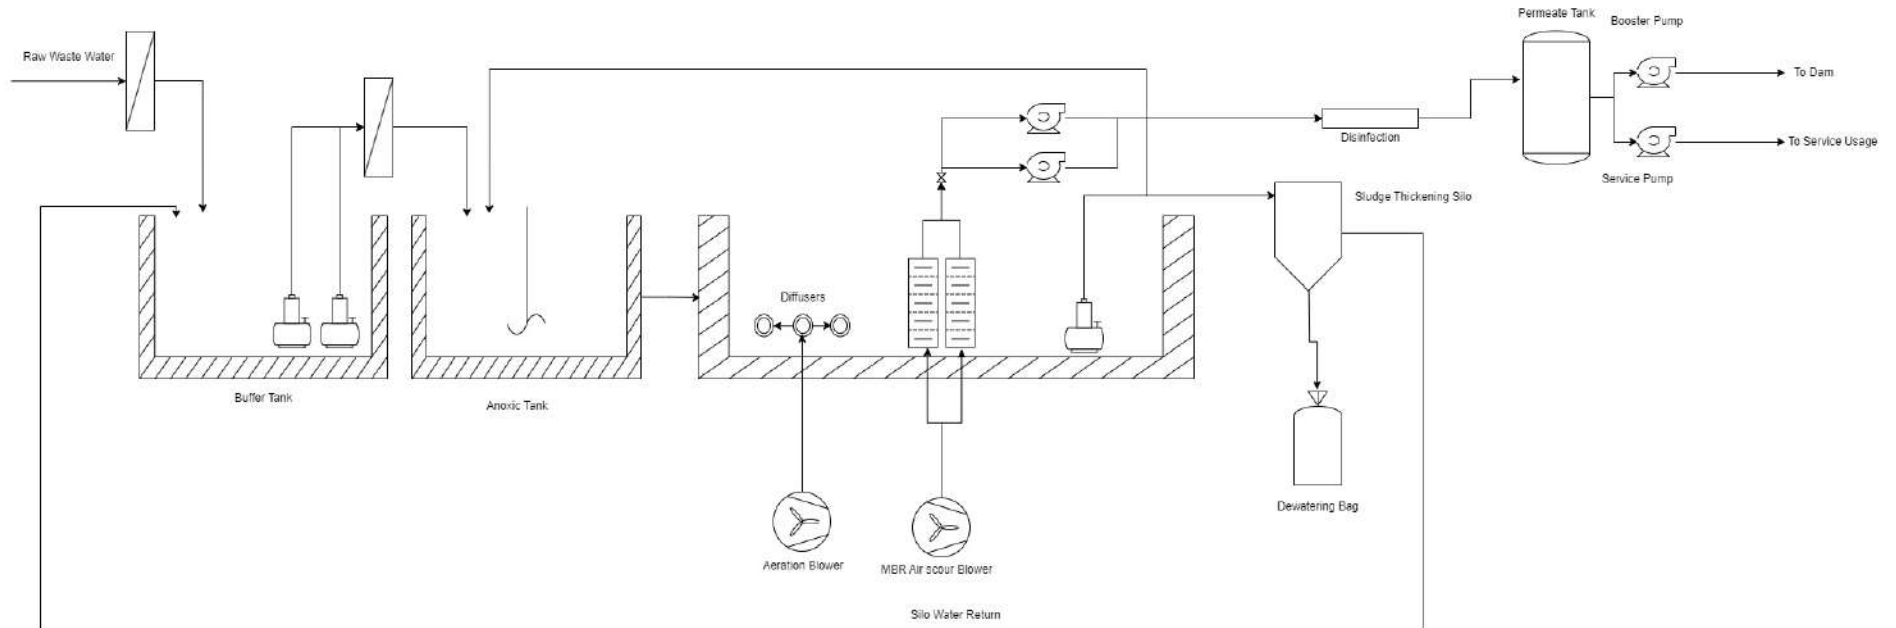 Raw Waste Water
Permeate Tank
Booster Pump
To Dam
To Service Usage
Service Pump
Disinfection
Sludge Thickening Silo
Diffusers
Buffer Tank
Anoxic Tank
Dewatering Bag
Aeration Blower
MBR Air scour Blower
Silo Water Return